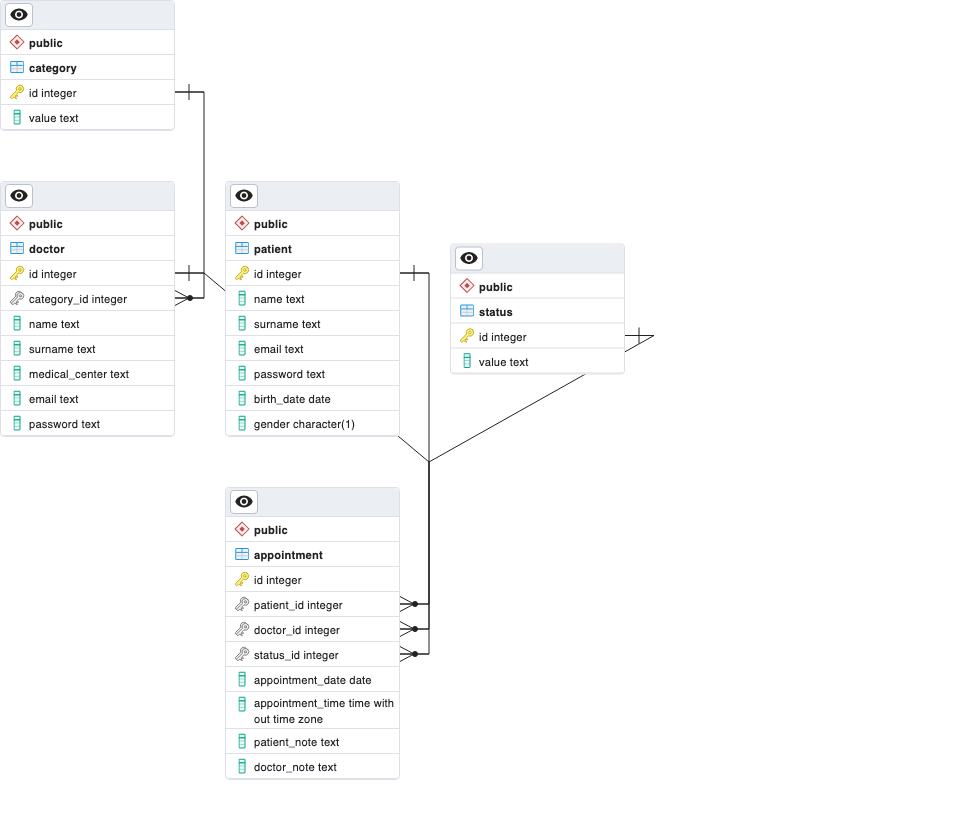 public
category
id integer
value text
public
doctor
id integer
category_id integer
name text
surname text
medical_center text
email text
password text
public
patient
id integer
name text
surname text
email text
password text
birth_date date
gender character(1)
public
status
id integer
value text
public
appointment
id integer
patient_id integer
doctor_id integer
status_id integer
appointment_date date
appointment_time time with
out time zone
patient_note text
doctor_note text